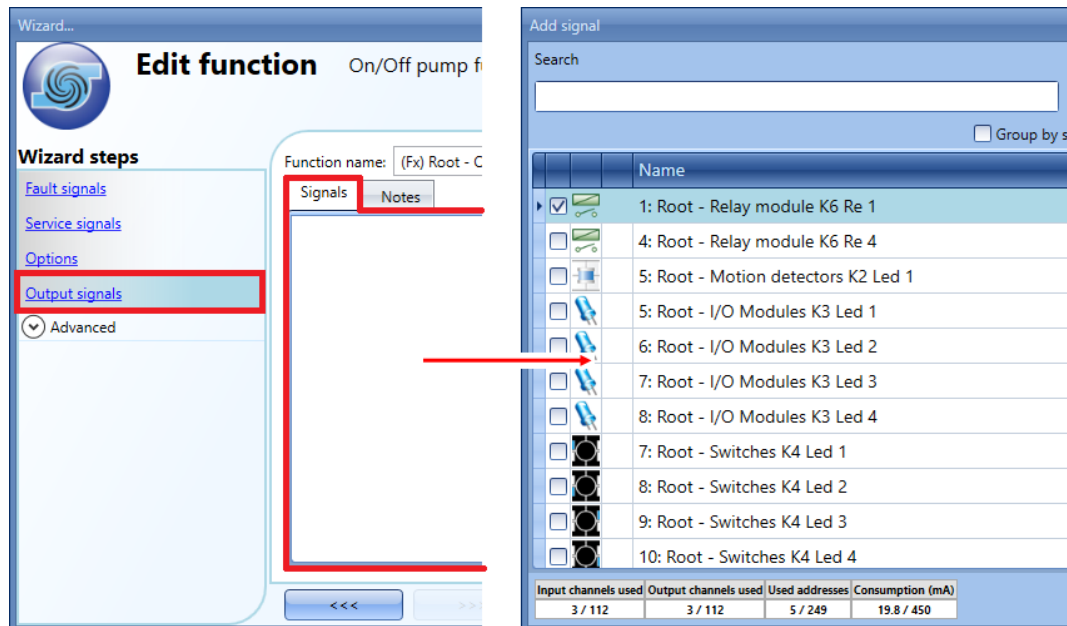 Wizard...
Edit function On/Off pump f
Wizard steps
Fault signals
Service signals
Options
Output signals
Advanced
Function name: (Fx) Root - C
Signals Notes
<<< >>
Add signal
Search
Group by s
Name
1: Root - Relay module K6 Re 1
4: Root - Relay module K6 Re 4
5: Root - Motion detectors K2 Led 1
5: Root - I/O Modules K3 Led 1
6: Root - I/O Modules K3 Led 2
7: Root - I/O Modules K3 Led 3
8: Root - I/O Modules K3 Led 4
7: Root - Switches K4 Led 1
8: Root - Switches K4 Led 2
9: Root - Switches K4 Led 3
10: Root - Switches K4 Led 4
Input channels used Output channels used Used addresses Consumption (mA)
3 / 112 3 / 112 5 / 249 19.8 / 450